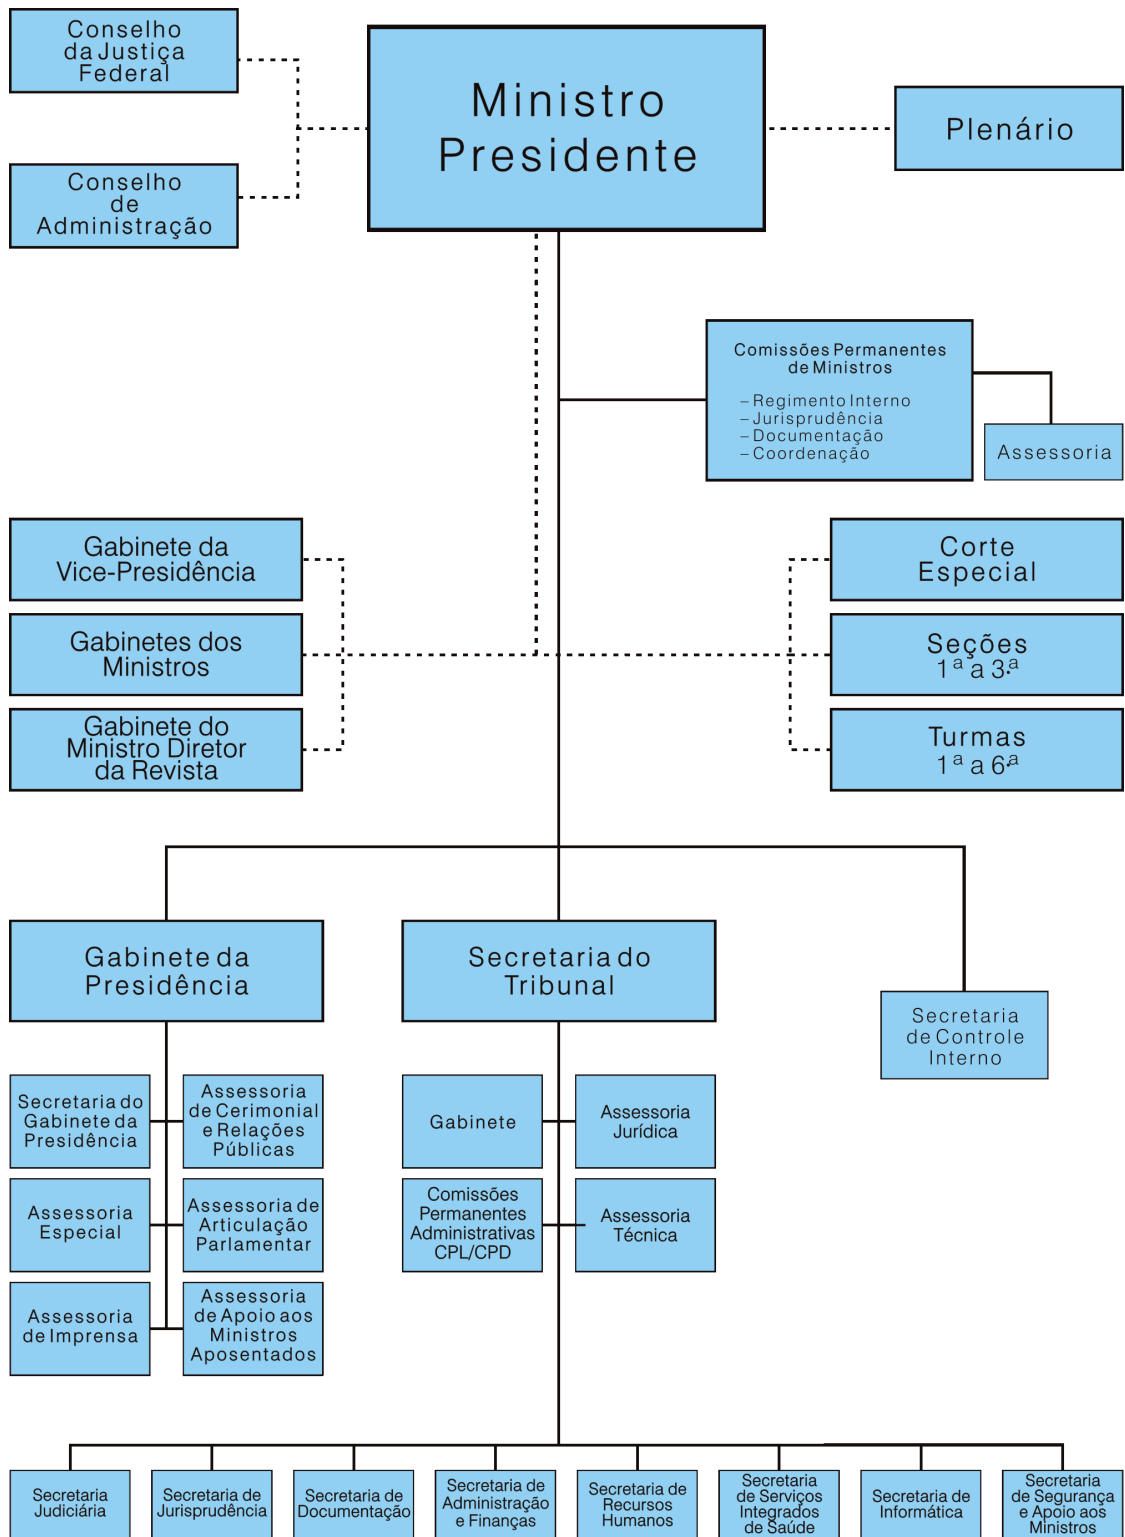 Conselho
da Justiça
Federal
Ministro
Presidente
Plenário
Conselho
de
Administração
Comissões Permanentes
de Ministros
– Regimento Interno
– Jurisprudência
– Documentação
– Coordenação
Assessoria
Gabinete da
Vice-Presidência
Corte
Especial
Gabinetes dos
Ministros
Seções
1ª a 3.ª
Gabinete do
Ministro Diretor
da Revista
Turmas
1ª a 6.ª
Gabinete da
Presidência
Secretaria do
Tribunal
Secretaria
de Controle
Interno
Secretaria do
Gabinete da
Presidência
Assessoria
de Cerimonial
e Relações
Públicas
Gabinete
Assessoria
Jurídica
Assessoria
Especial
Assessoria de
Articulação
Parlamentar
Comissões
Permanentes
Administrativas
CPL/CPD
Assessoria
Técnica
Assessoria
de Imprensa
Assessoria
de Apoio aos
Ministros
Aposentados
Secretaria
Judiciária
Secretaria de
Jurisprudência
Secretaria de
Documentação
Secretaria de
Administração
e Finanças
Secretaria de
Recursos
Humanos
Secretaria
de Serviços
Integrados
de Saúde
Secretaria de
Informática
Secretaria
de Segurança
e Apoio aos
Ministros